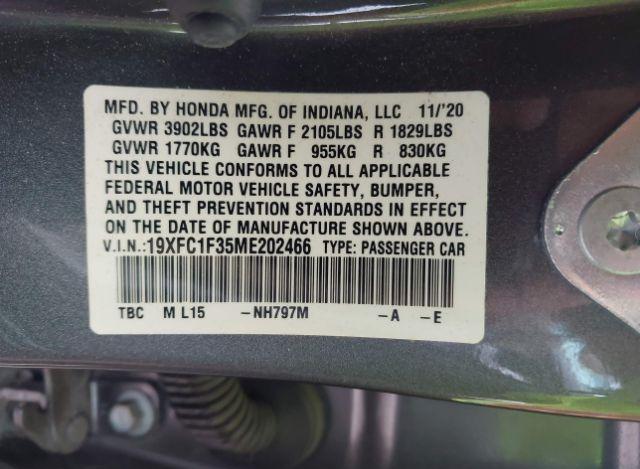 MFD. BY HONDA MFG. OF INDIANA, LLC 11/'20
GVWR 3902LBS GAWR F 2105LBS R 1829LBS
GVWR 1770KG GAWR F 955KG R 830KG
THIS VEHICLE CONFORMS TO ALL APPLICABLE
FEDERAL MOTOR VEHICLE SAFETY, BUMPER,
AND THEFT PREVENTION STANDARDS IN EFFECT
ON THE DATE OF MANUFACTURE SHOWN ABOVE.
V.I.N.:19XFC1F35ME202466 TYPE: PASSENGER CAR
TBC M L15 -NH797M -A -E